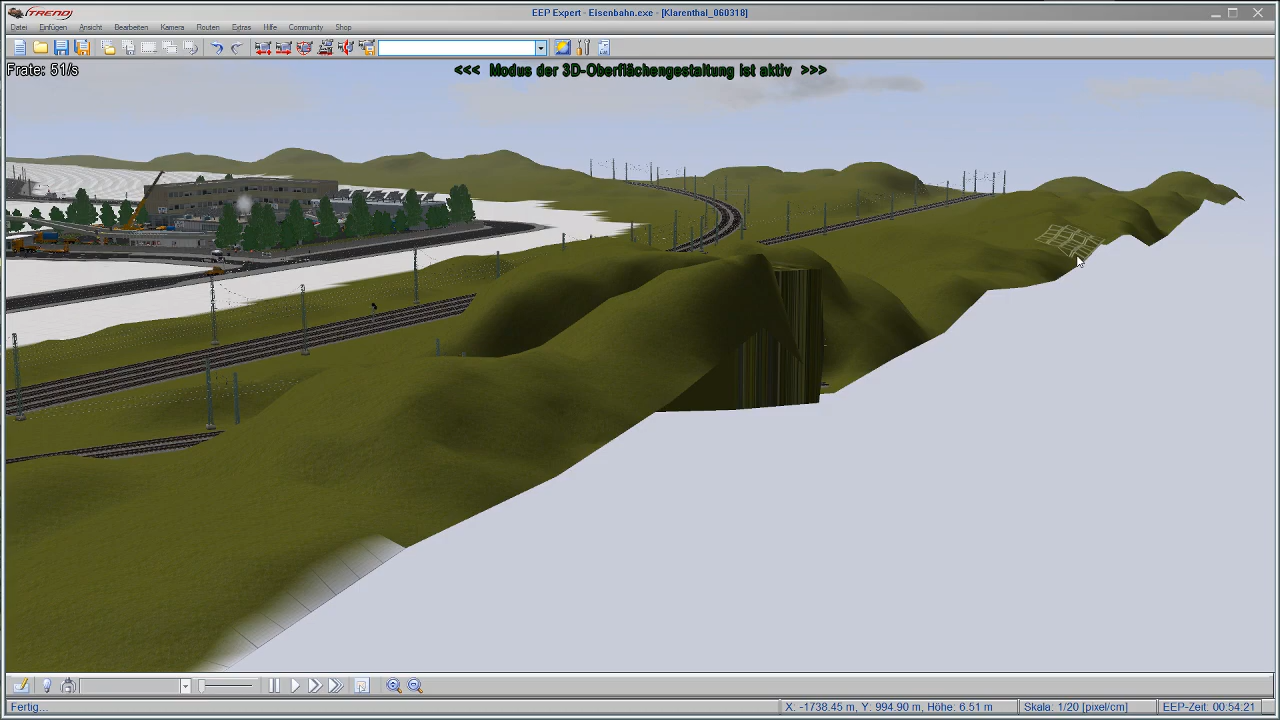 TREND
EEP Expert - Eisenbahn.exe - [Klarenthal_060318]
Datei Einfügen Ansicht Bearbeiten Kamera Routen Extras Hilfe Community Shop
Frate: 51/s
<<< Modus der 3D-Oberflächengestaltung ist aktiv >>>
Fertig...
X: -1738.45 m, Y: 994.90 m, Höhe: 6.51 m
Skala: 1/20 [pixel/cm]
EEP-Zeit: 00:54.21